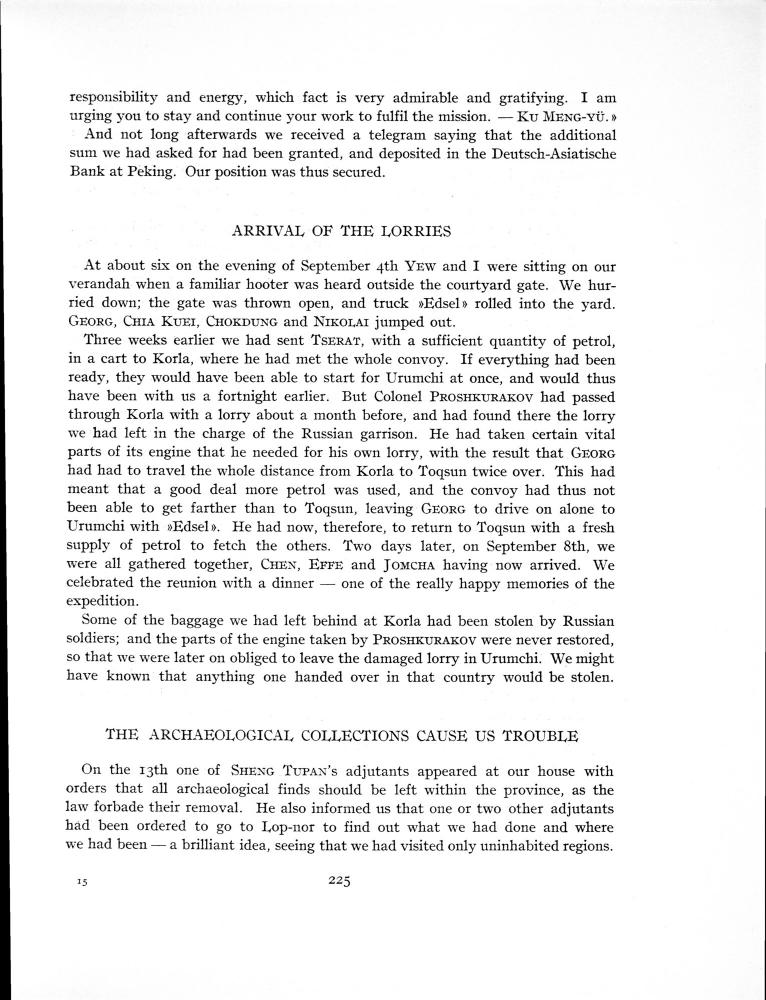 responsibility and energy, which fact is very admirable and gratifying. I am
urging you to stay and continue your work to fulfil the mission. — KU MENG-YÜ.»
And not long afterwards we received a telegram saying that the additional
sum we had asked for had been granted, and deposited in the Deutsch-Asiatische
Bank at Peking. Our position was thus secured.
ARRIVAL OF THE LORRIES
At about six on the evening of September 4th YEW and I were sitting on our
verandah when a familiar hooter was heard outside the courtyard gate. We hur-
ried down; the gate was thrown open, and truck »Edsel» rolled into the yard.
GEORG, CHIA KUEI, CHOKDUNG and NIKOLAI jumped out.
Three weeks earlier we had sent TSERAT, with a sufficient quantity of petrol,
in a cart to Korla, where he had met the whole convoy. If everything had been
ready, they would have been able to start for Urumchi at once, and would thus
have been with us a fortnight earlier. But Colonel PROSHKURAKOV had passed
through Korla with a lorry about a month before, and had found there the lorry
we had left in the charge of the Russian garrison. He had taken certain vital
parts of its engine that he needed for his own lorry, with the result that GEORG
had had to travel the whole distance from Korla to Toqsun twice over. This had
meant that a good deal more petrol was used, and the convoy had thus not
been able to get farther than to Toqsun, leaving GEORG to drive on alone to
Urumchi with »Edsel». He had now, therefore, to return to Toqsun with a fresh
supply of petrol to fetch the others. Two days later, on September 8th, we
were all gathered together, CHEN, EFFE and JOMCHA having now arrived. We
celebrated the reunion with a dinner — one of the really happy memories of the
expedition.
Some of the baggage we had left behind at Korla had been stolen by Russian
soldiers; and the parts of the engine taken by PROSHKURAKOV were never restored,
so that we were later on obliged to leave the damaged lorry in Urumchi. We might
have known that anything one handed over in that country would be stolen.
THE ARCHAEOLOGICAL COLLECTIONS CAUSE US TROUBLE
On the 13th one of SHENG TUPAN's adjutants appeared at our house with
orders that all archaeological finds should be left within the province, as the
law forbade their removal. He also informed us that one or two other adjutants
had been ordered to go to Lop-nor to find out what we had done and where
we had been — a brilliant idea, seeing that we had visited only uninhabited regions.
15
225